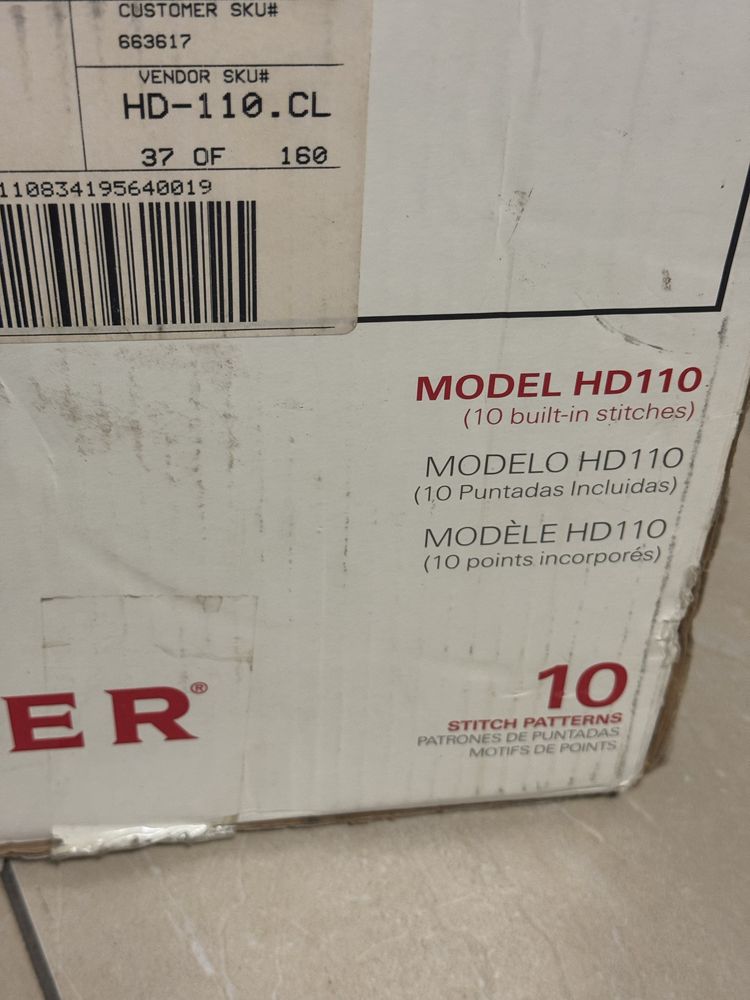 CUSTOMER SKU#
663617
VENDOR SKU#
HD-110.CL
37 OF 160
110834195640019
MODEL HD110
(10 built-in stitches)
MODELO HD110
(10 Puntadas Incluidas)
MODÈLE HD110
(10 points incorporés)
ER®
10
STITCH PATTERNS
PATRONES DE PUNTADAS
MOTIFS DE POINTS